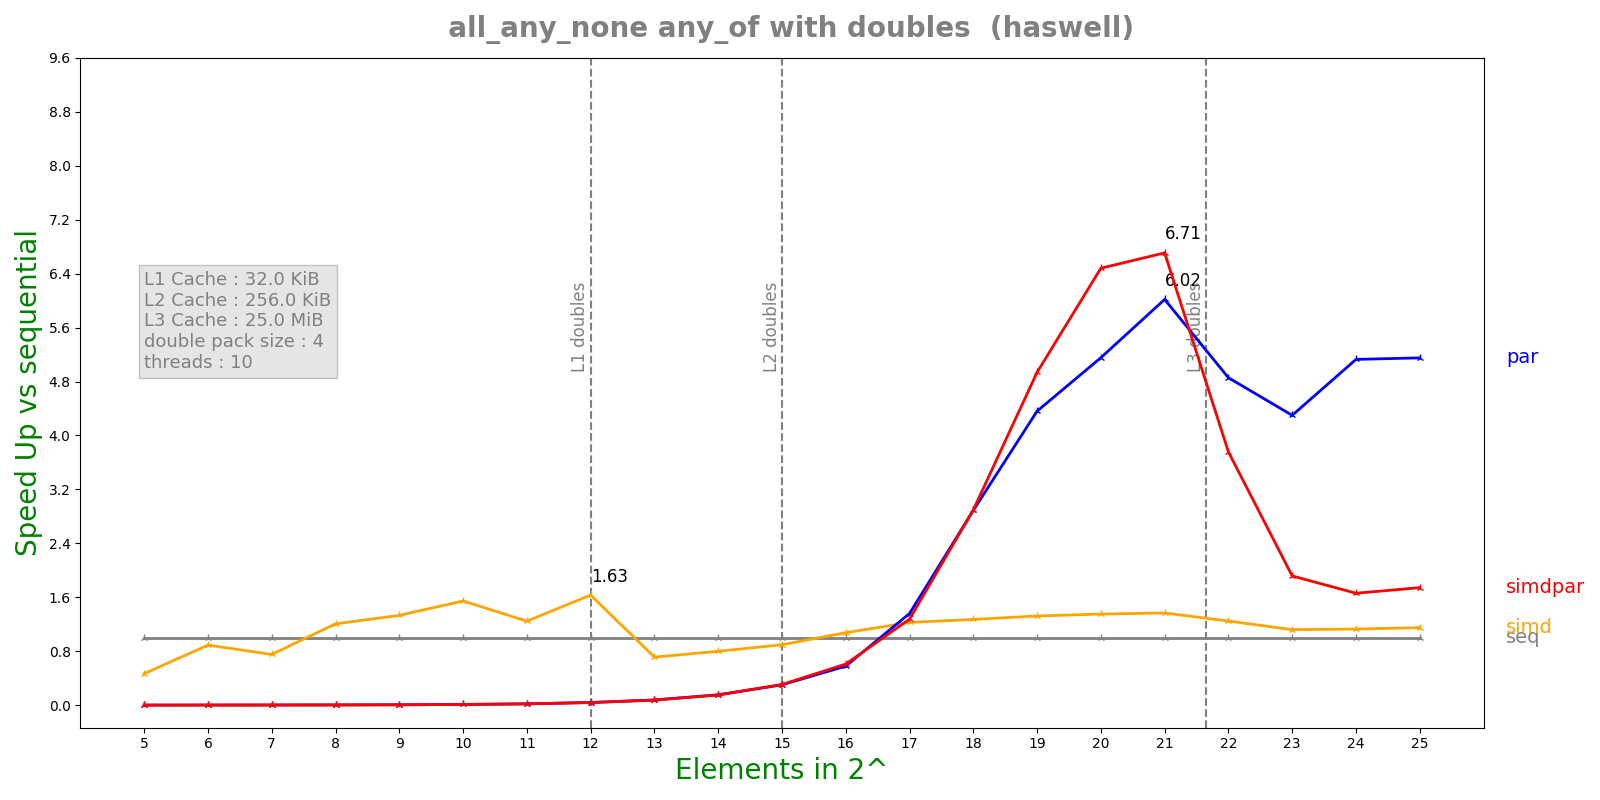 all_any_none any_of with doubles (haswell)
Speed Up vs sequential
9.6
8.8
8.0
7.2
6.4
5.6
4.8
4.0
3.2
2.4
1.6
0.8
0.0
L1 Cache : 32.0 KiB
L2 Cache : 256.0 KiB
L3 Cache : 25.0 MiB
double pack size : 4
threads : 10
L1 doubles
L2 doubles
L3 doubles
1.63
6.71
6.02
par
simdpar
simd
seq
5 6 7 8 9 10 11 12 13 14 15 16 17 18 19 20 21 22 23 24 25
Elements in 2^